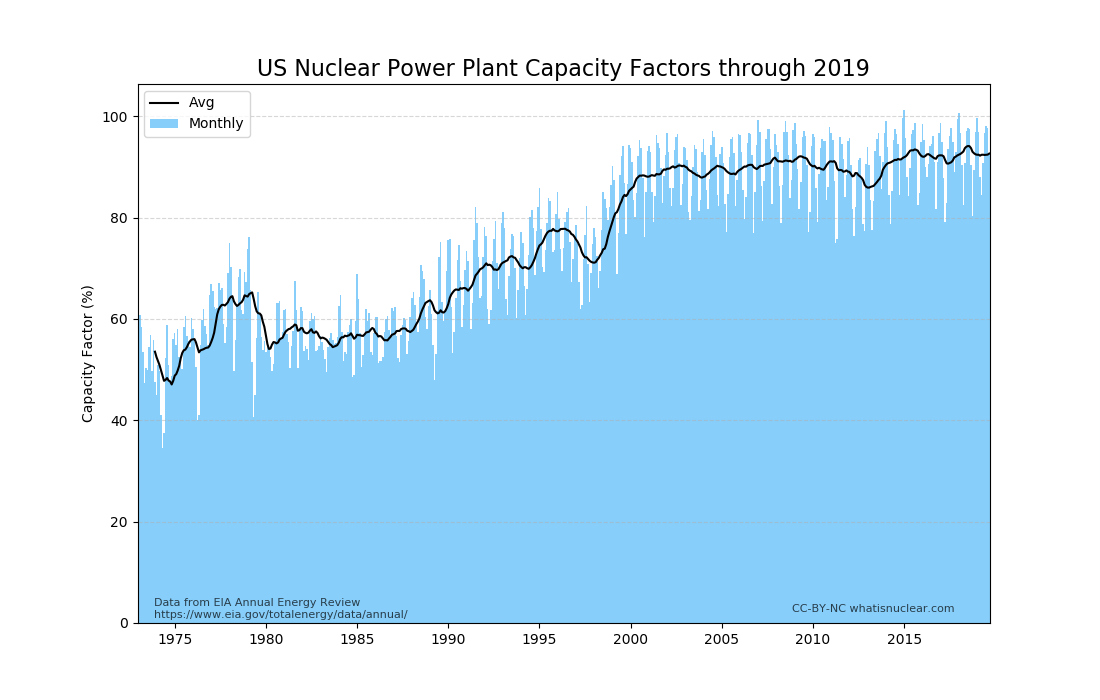 US Nuclear Power Plant Capacity Factors through 2019
Avg
Monthly
100
80
60
40
20
0
Capacity Factor (%)
Data from EIA Annual Energy Review
https://www.eia.gov/totalenergy/data/annual/
CC-BY-NC whatisnuclear.com
1975 1980 1985 1990 1995 2000 2005 2010 2015